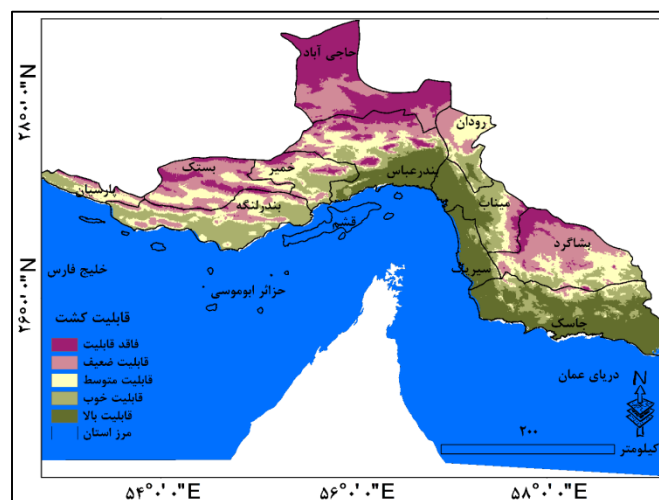 حاجی آباد
رودان
بستک
خمیر
بندرعباس
پارسیان
بندرلنگه
قشم
میناب
بشاگرد
سیریک
جاسک
خلیج فارس
جزائر ابوموسی
دریای عمان
قابلیت کشت
فاقد قابلیت
قابلیت ضعیف
قابلیت متوسط
قابلیت خوب
قابلیت بالا
مرز استان
N
۲۰۰
کیلومتر
۲۸°۰'۰"N
۲۶°۰'۰"N
۵۴°۰'۰"E
۵۶°۰'۰"E
۵۸°۰'۰"E